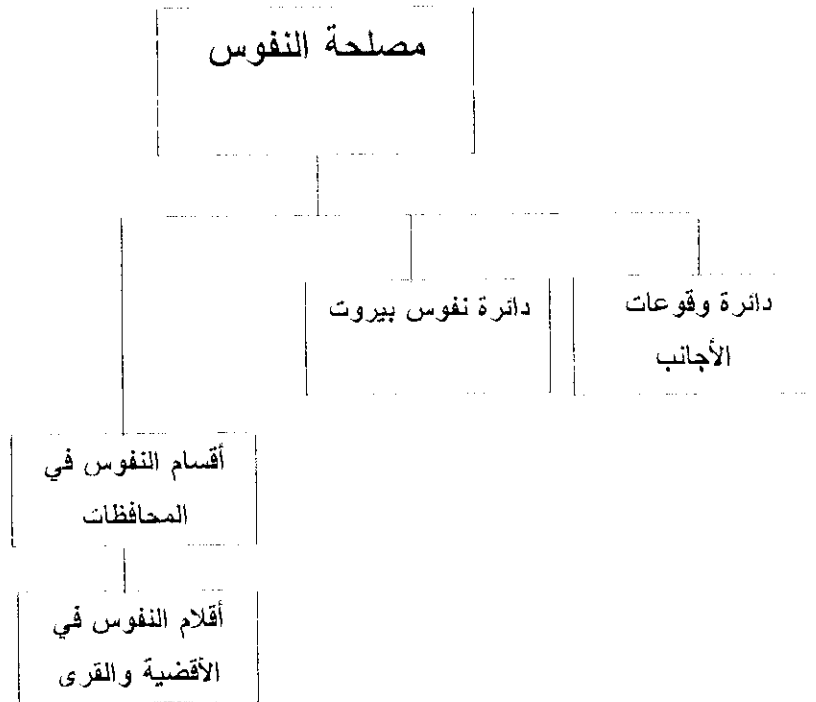 مصلحة النفوس
دائرة وقوعات
الأجانب
دائرة نفوس بيروت
أقسام النفوس في
المحافظات
أقلام النفوس في
الأقضية والقرى